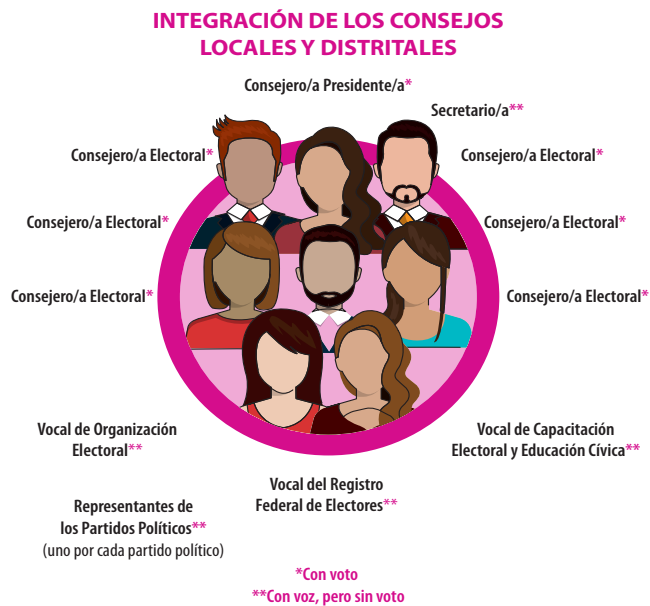 INTEGRACIÓN DE LOS CONSEJOS
LOCALES Y DISTRITALES
Consejero/a Presidente/a*
Secretario/a**
Consejero/a Electoral*
Consejero/a Electoral*
Consejero/a Electoral*
Consejero/a Electoral*
Consejero/a Electoral*
Consejero/a Electoral*
Vocal de Organización
Electoral**
Vocal de Capacitación
Electoral y Educación Cívica**
Vocal del Registro
Federal de Electores**
Representantes de
los Partidos Políticos**
(uno por cada partido político)
*Con voto
**Con voz, pero sin voto